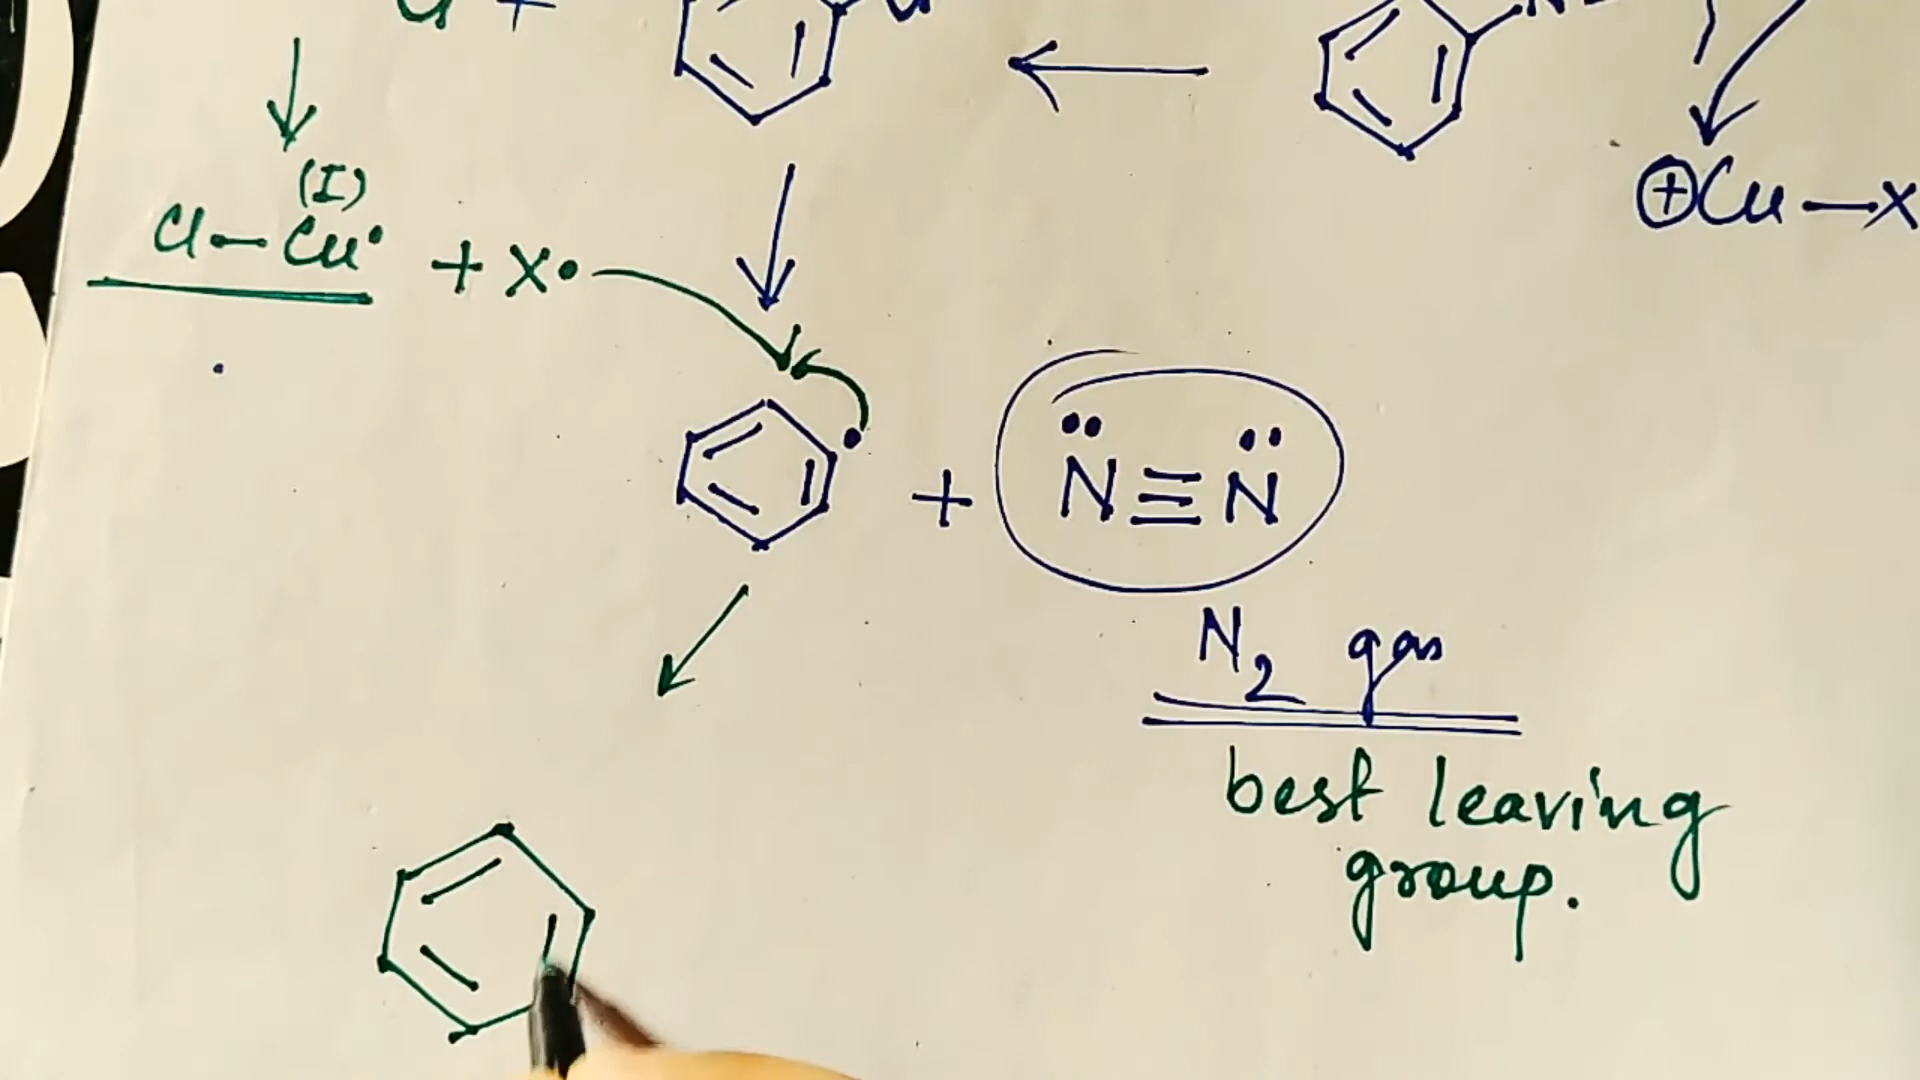 (I)
⊕Cu—X
Cl—Cu• + X•
+ N≡N
N2 gas
best leaving
group.